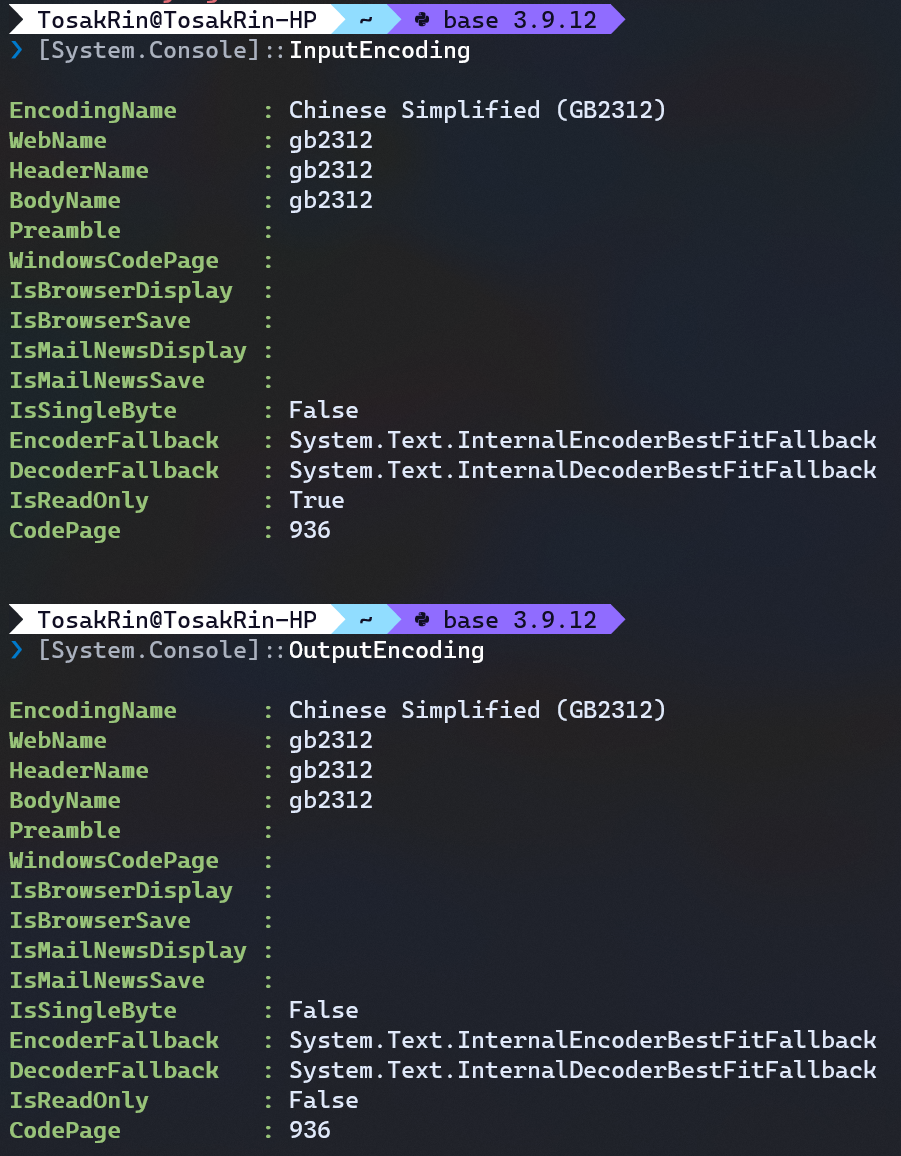 TosakRin@TosakRin-HP ~ base 3.9.12
❯ [System.Console]::InputEncoding
EncodingName : Chinese Simplified (GB2312)
WebName : gb2312
HeaderName : gb2312
BodyName : gb2312
Preamble :
WindowsCodePage :
IsBrowserDisplay :
IsBrowserSave :
IsMailNewsDisplay :
IsMailNewsSave :
IsSingleByte : False
EncoderFallback : System.Text.InternalEncoderBestFitFallback
DecoderFallback : System.Text.InternalDecoderBestFitFallback
IsReadOnly : True
CodePage : 936
TosakRin@TosakRin-HP ~ base 3.9.12
❯ [System.Console]::OutputEncoding
EncodingName : Chinese Simplified (GB2312)
WebName : gb2312
HeaderName : gb2312
BodyName : gb2312
Preamble :
WindowsCodePage :
IsBrowserDisplay :
IsBrowserSave :
IsMailNewsDisplay :
IsMailNewsSave :
IsSingleByte : False
EncoderFallback : System.Text.InternalEncoderBestFitFallback
DecoderFallback : System.Text.InternalDecoderBestFitFallback
IsReadOnly : False
CodePage : 936